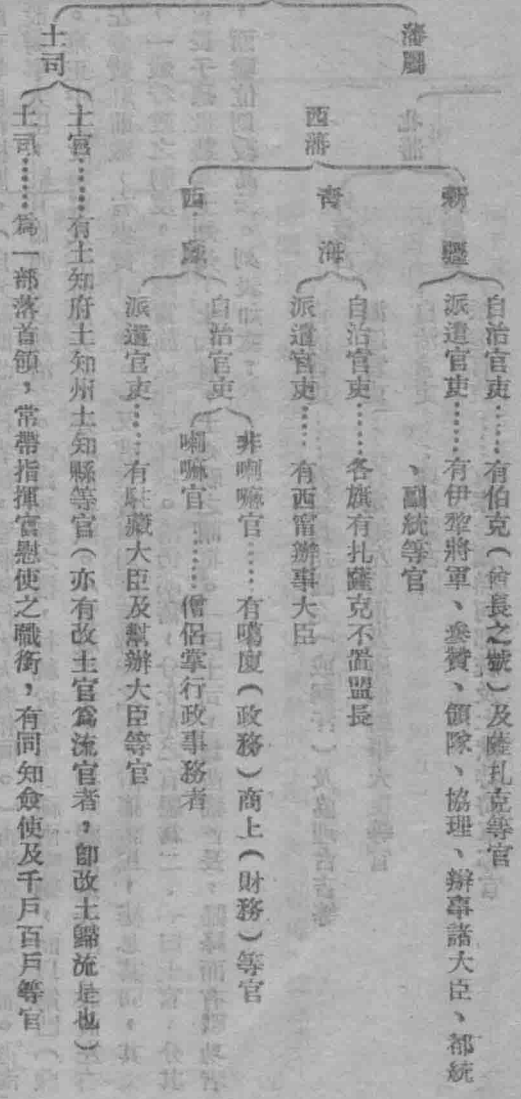 藩屬
西藩
新疆
自治官吏……有伯克(酋長之號)及薩扎克等官
派遣官吏……有伊犂將軍、參贊、領隊、協理、辦事諸大臣、都統
、副統等官
青海
自治官吏……各旗有扎薩克不置盟長
派遣官吏……有西甯辦事大臣
西藏
自治官吏
非喇嘛官……有噶度(政務)商上(財務)等官
喇嘛官……僧侶掌行政事務者
派遣官吏……有駐藏大臣及幫辦大臣等官
土司
土官……有土知府土知州土知縣等官(亦有改土官爲流官者,卽改土歸流是也)
土司……爲一部落首領,常帶指揮官慰使之職銜,有同知僉使及千戶百戶等官